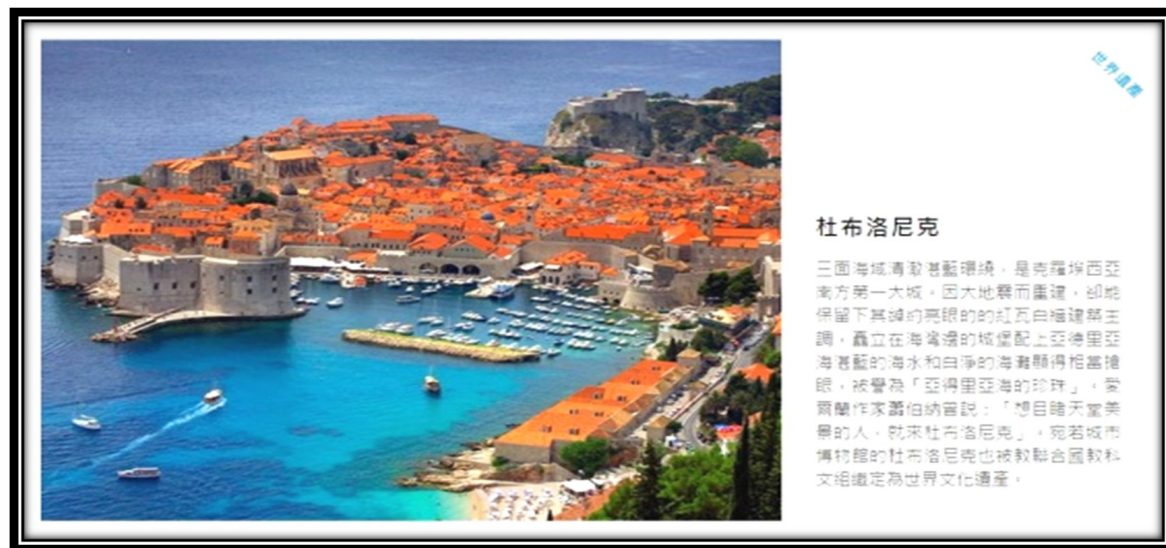 世界遺產
杜布洛尼克
三面海域清澈湛藍環繞，是克羅埃西亞
南方第一大城。因大地震而重建，卻能
保留下其綽約亮眼的的紅瓦白牆建築主
調，矗立在海灣邊的城堡配上亞德里亞
海湛藍的海水和白淨的海灘顯得相當搶
眼，被譽為「亞得里亞海的珍珠」。愛
爾蘭作家蕭伯納曾說：「想目睹天堂美
景的人，就來杜布洛尼克」。宛若城市
博物館的杜布洛尼克也被教聯合國教科
文組織定為世界文化遺產。